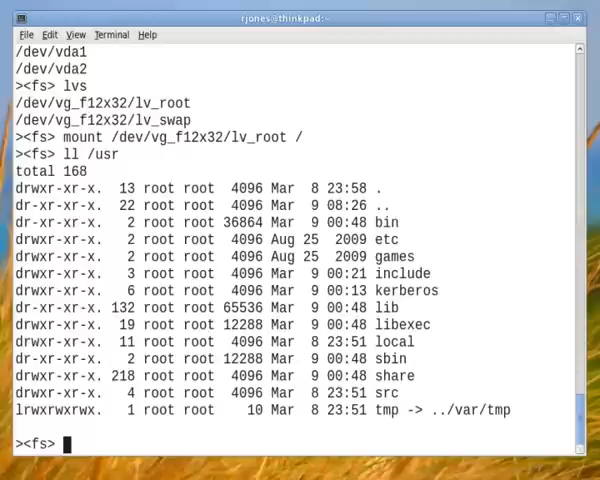 rjones@thinkpad:~
File Edit View Terminal Help
/dev/vda1
/dev/vda2
><fs> lvs
/dev/vg_f12x32/lv_root
/dev/vg_f12x32/lv_swap
><fs> mount /dev/vg_f12x32/lv_root /
><fs> ll /usr
total 168
drwxr-xr-x.  13 root root  4096 Mar  8 23:58 .
dr-xr-xr-x.  22 root root  4096 Mar  9 08:26 ..
dr-xr-xr-x.   2 root root 36864 Mar  9 00:48 bin
drwxr-xr-x.   2 root root  4096 Aug 25  2009 etc
drwxr-xr-x.   2 root root  4096 Aug 25  2009 games
drwxr-xr-x.   3 root root  4096 Mar  9 00:21 include
drwxr-xr-x.   6 root root  4096 Mar  9 00:13 kerberos
dr-xr-xr-x. 132 root root 65536 Mar  9 00:48 lib
drwxr-xr-x.  19 root root 12288 Mar  9 00:48 libexec
drwxr-xr-x.  11 root root  4096 Mar  8 23:51 local
dr-xr-xr-x.   2 root root 12288 Mar  9 00:48 sbin
drwxr-xr-x. 218 root root  4096 Mar  9 00:48 share
drwxr-xr-x.   4 root root  4096 Mar  8 23:51 src
lrwxrwxrwx.   1 root root    10 Mar  8 23:51 tmp -> ../var/tmp
><fs>